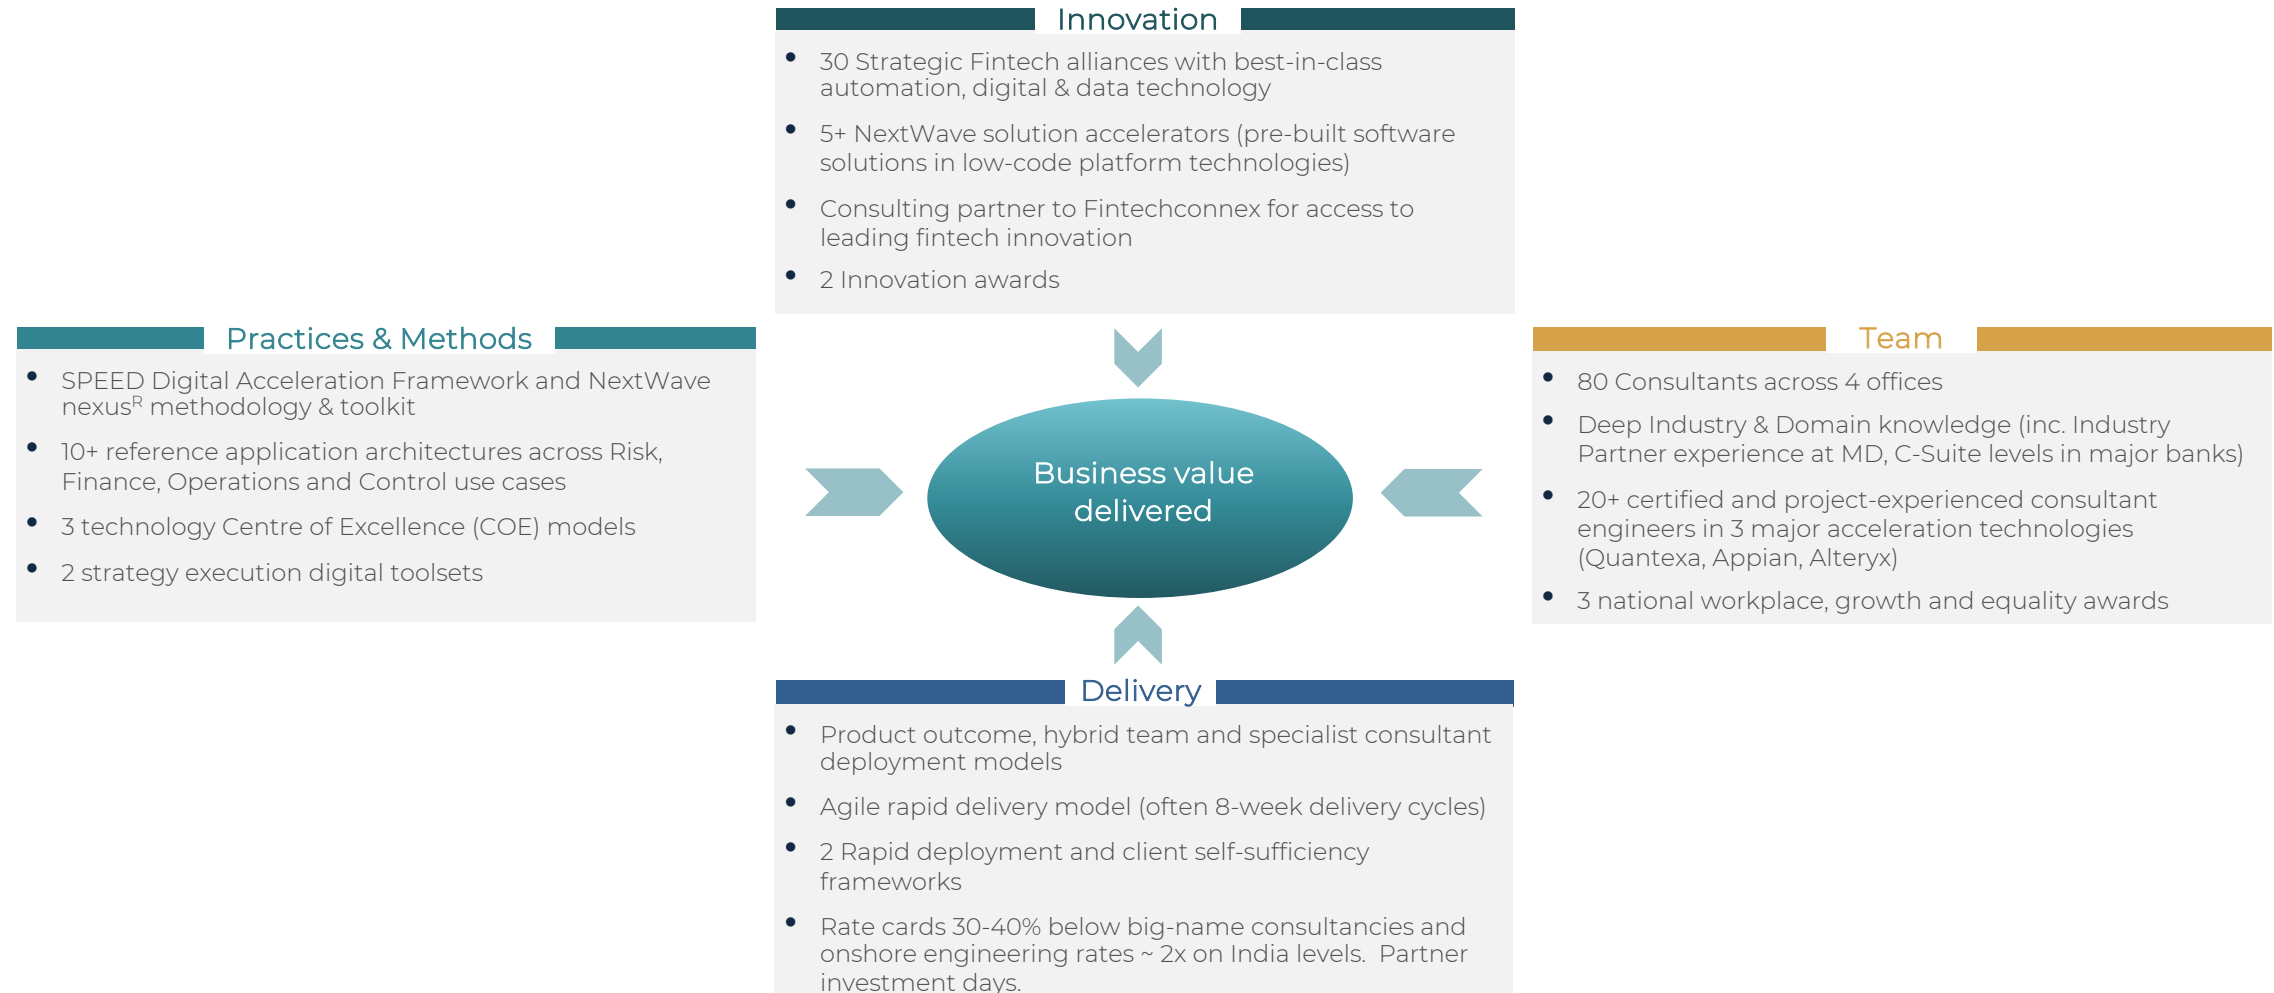 Innovation
• 30 Strategic Fintech alliances with best-in-class
automation, digital & data technology
• 5+ NextWave solution accelerators (pre-built software
solutions in low-code platform technologies)
• Consulting partner to Fintechconnex for access to
leading fintech innovation
• 2 Innovation awards
Practices & Methods
• SPEED Digital Acceleration Framework and NextWave
nexusᴿ methodology & toolkit
• 10+ reference application architectures across Risk,
Finance, Operations and Control use cases
• 3 technology Centre of Excellence (COE) models
• 2 strategy execution digital toolsets
Business value
delivered
Team
• 80 Consultants across 4 offices
• Deep Industry & Domain knowledge (inc. Industry
Partner experience at MD, C-Suite levels in major banks)
• 20+ certified and project-experienced consultant
engineers in 3 major acceleration technologies
(Quantexa, Appian, Alteryx)
• 3 national workplace, growth and equality awards
Delivery
• Product outcome, hybrid team and specialist consultant
deployment models
• Agile rapid delivery model (often 8-week delivery cycles)
• 2 Rapid deployment and client self-sufficiency
frameworks
• Rate cards 30-40% below big-name consultancies and
onshore engineering rates ~ 2x on India levels.  Partner
investment days.